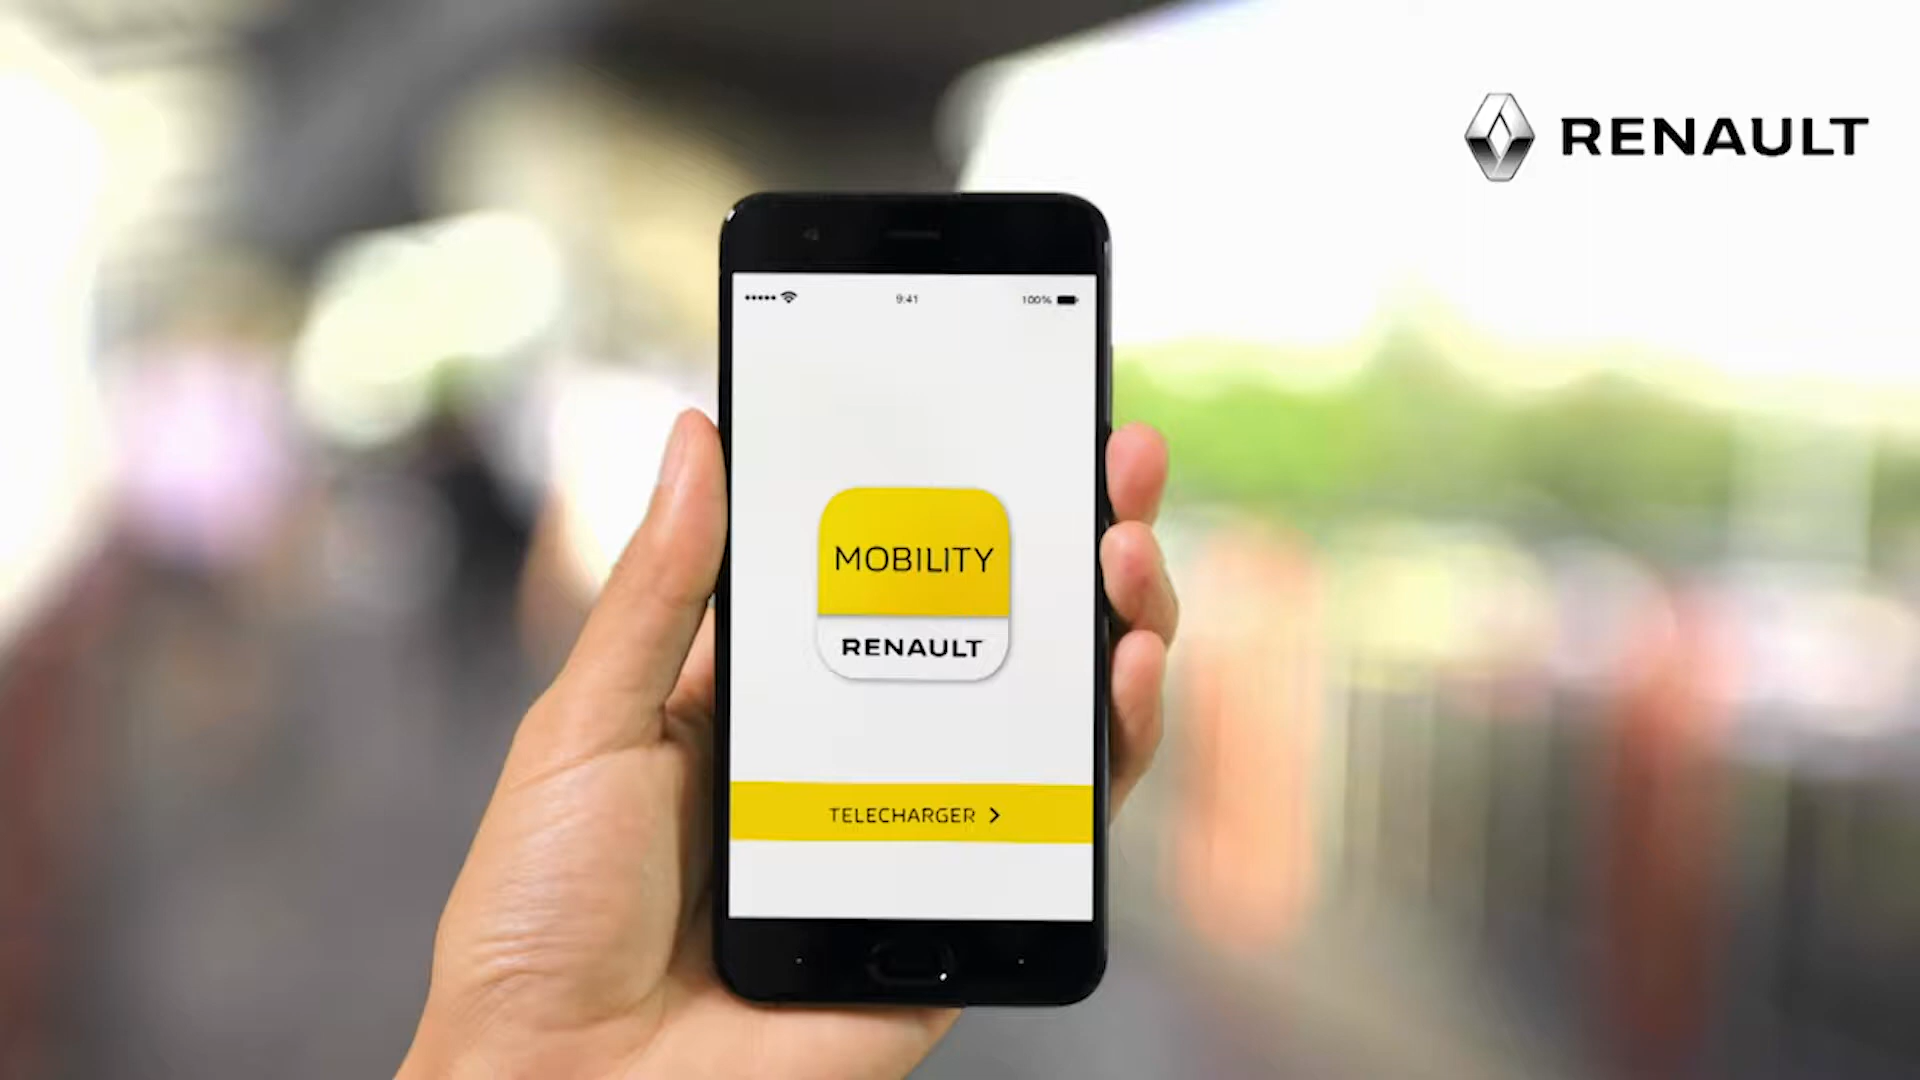 RENAULT
9:41
100%
MOBILITY
RENAULT
TELECHARGER